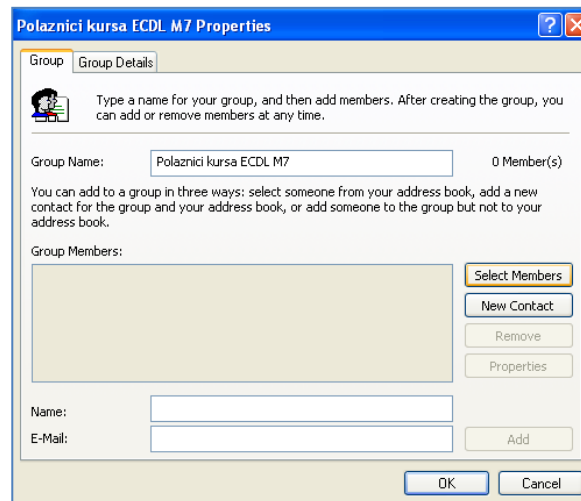 Polaznici kursa ECDL M7 Properties
Group
Group Details
Type a name for your group, and then add members. After creating the group, you
can add or remove members at any time.
Group Name:
Polaznici kursa ECDL M7
0 Member(s)
You can add to a group in three ways: select someone from your address book, add a new
contact for the group and your address book, or add someone to the group but not to your
address book.
Group Members:
Select Members
New Contact
Remove
Properties
Name:
E-Mail:
Add
OK
Cancel